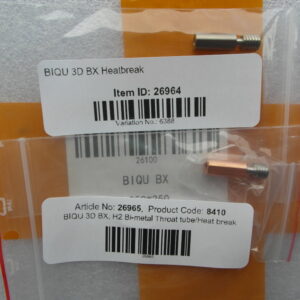 BIQU 3D BX Heatbreak
Item ID: 26964
Variation No.: 6388
26100
BIQU BX
Article No: 26965, Product Code: 8410
BIQU 3D BX, H2 Bi-metal Throat tube/Heat break